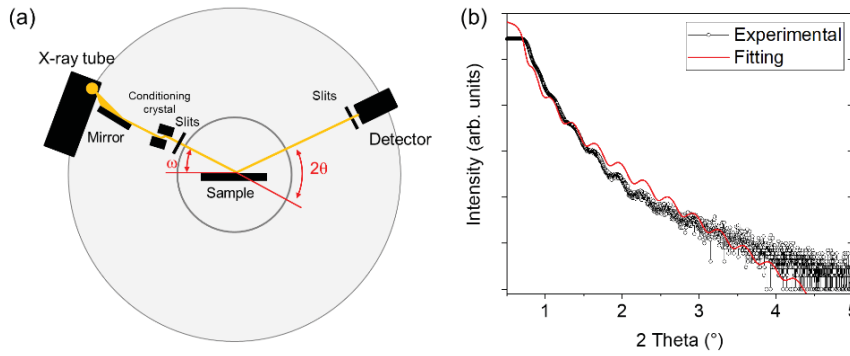 (a)
X-ray tube
Conditioning
crystal
Slits
Mirror
ω
Sample
2θ
Slits
Detector
(b)
Experimental
Fitting
Intensity (arb. units)
1 2 3 4 5
2 Theta (°)